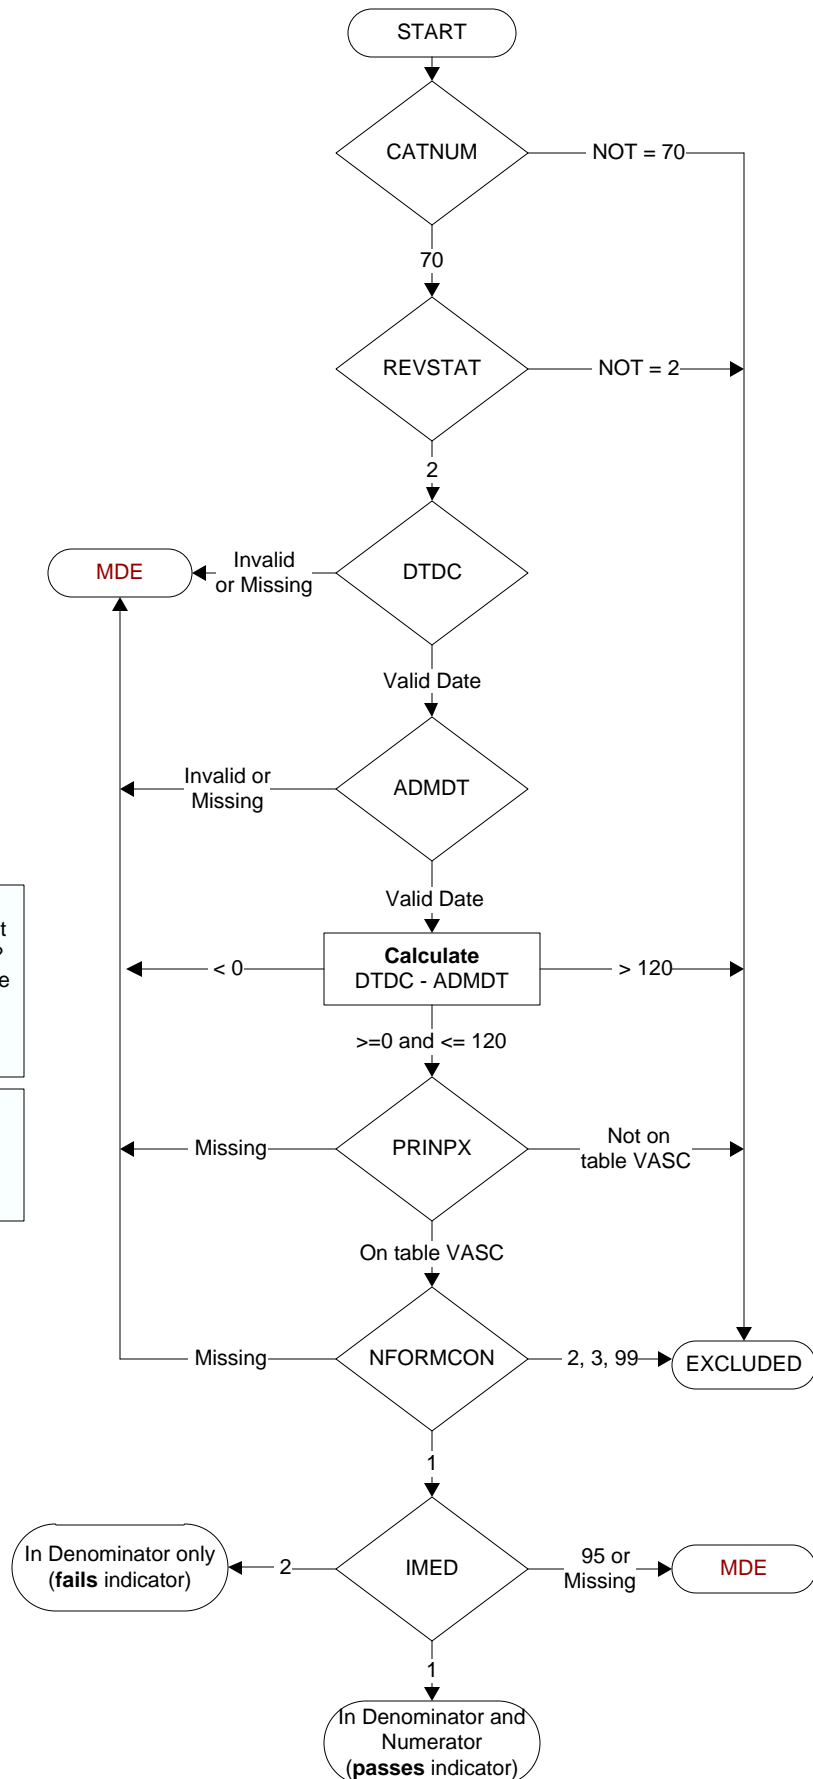 START
CATNUM
NOT = 70
70
REVSTAT
NOT = 2
2
MDE
Invalid
or Missing
DTDC
Valid Date
Invalid or
Missing
ADMDT
Valid Date
< 0
Calculate
DTDC - ADMDT
> 120
>=0 and <= 120
Missing
PRINPX
Not on
table VASC
On table VASC
Missing
NFORMCON
2, 3, 99
EXCLUDED
1
In Denominator only
(fails indicator)
2
IMED
95 or
Missing
MDE
1
In Denominator and
Numerator
(passes indicator)